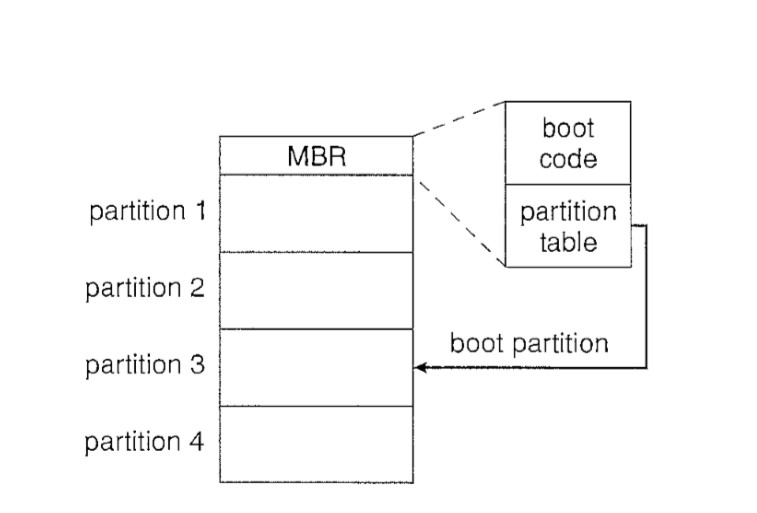 boot
code
MBR
partition 1
partition
table
partition 2
boot partition
partition 3
partition 4